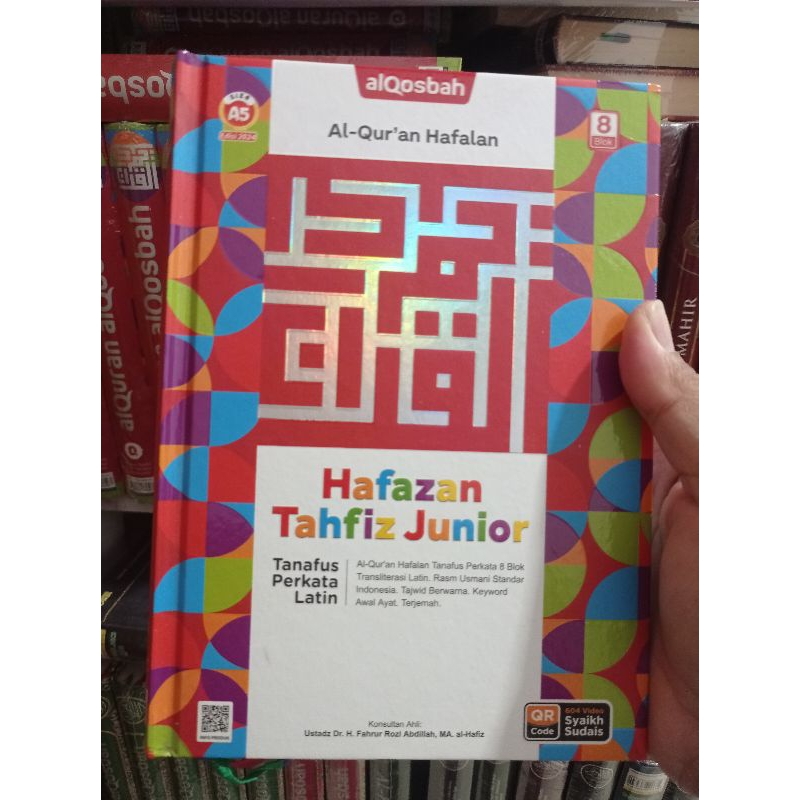 alQosbah
SIZE
A5
Edisi 2024
Al-Qur'an Hafalan
8
Blok
Hafazan
Tahfiz Junior
Tanafus
Perkata
Latin
Al-Qur'an Hafalan Tanafus Perkata 8 Blok
Transliterasi Latin. Rasm Usmani Standar
Indonesia. Tajwid Berwarna. Keyword
Awal Ayat. Terjemah.
Konsultan Ahli:
Ustadz Dr. H. Fahrur Rozi Abdillah, MA. al-Hafiz
QR
Code
604 Video
Syaikh
Sudais
alQuran alQos
alQosbah
MAHIR